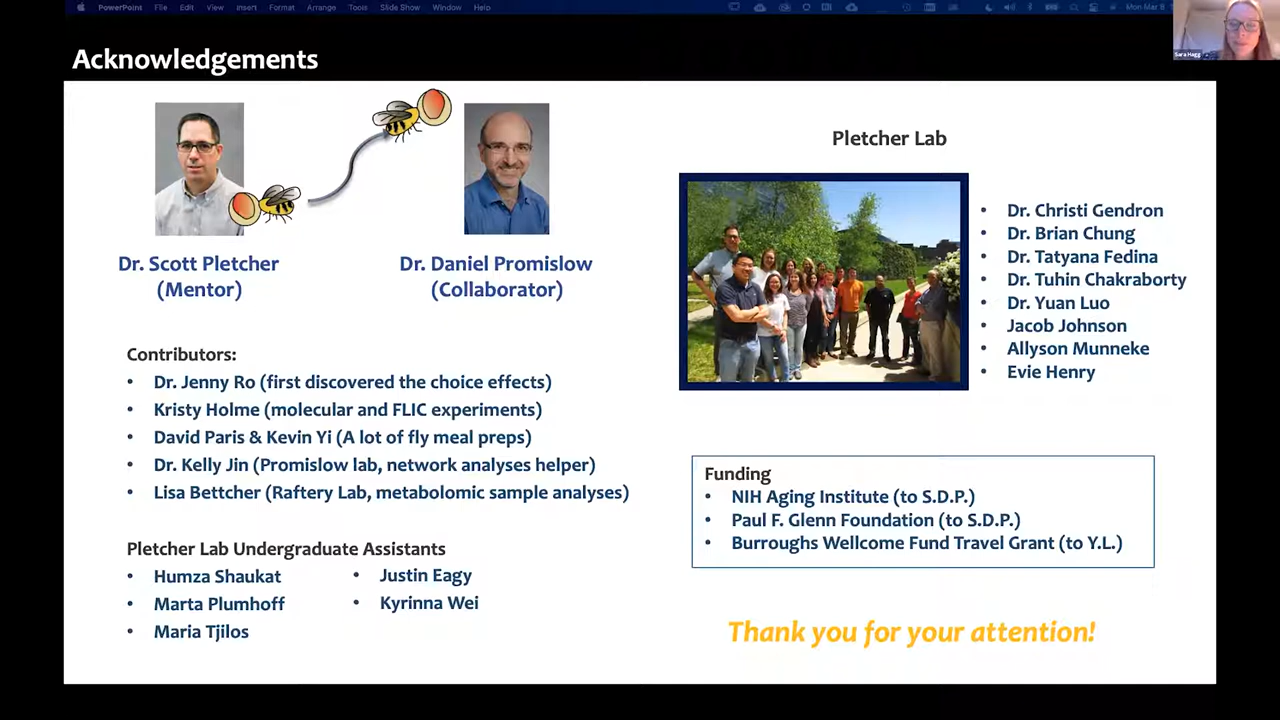 PowerPoint File Edit View Insert Format Arrange Tools Slide Show Window Help
Mon Mar 8
Sara Hagg
Acknowledgements
Dr. Scott Pletcher
(Mentor)
Dr. Daniel Promislow
(Collaborator)
Contributors:
• Dr. Jenny Ro (first discovered the choice effects)
• Kristy Holme (molecular and FLIC experiments)
• David Paris & Kevin Yi (A lot of fly meal preps)
• Dr. Kelly Jin (Promislow lab, network analyses helper)
• Lisa Bettcher (Raftery Lab, metabolomic sample analyses)
Pletcher Lab Undergraduate Assistants
• Humza Shaukat
• Marta Plumhoff
• Maria Tjilos
• Justin Eagy
• Kyrinna Wei
Pletcher Lab
• Dr. Christi Gendron
• Dr. Brian Chung
• Dr. Tatyana Fedina
• Dr. Tuhin Chakraborty
• Dr. Yuan Luo
• Jacob Johnson
• Allyson Munneke
• Evie Henry
Funding
• NIH Aging Institute (to S.D.P.)
• Paul F. Glenn Foundation (to S.D.P.)
• Burroughs Wellcome Fund Travel Grant (to Y.L.)
Thank you for your attention!